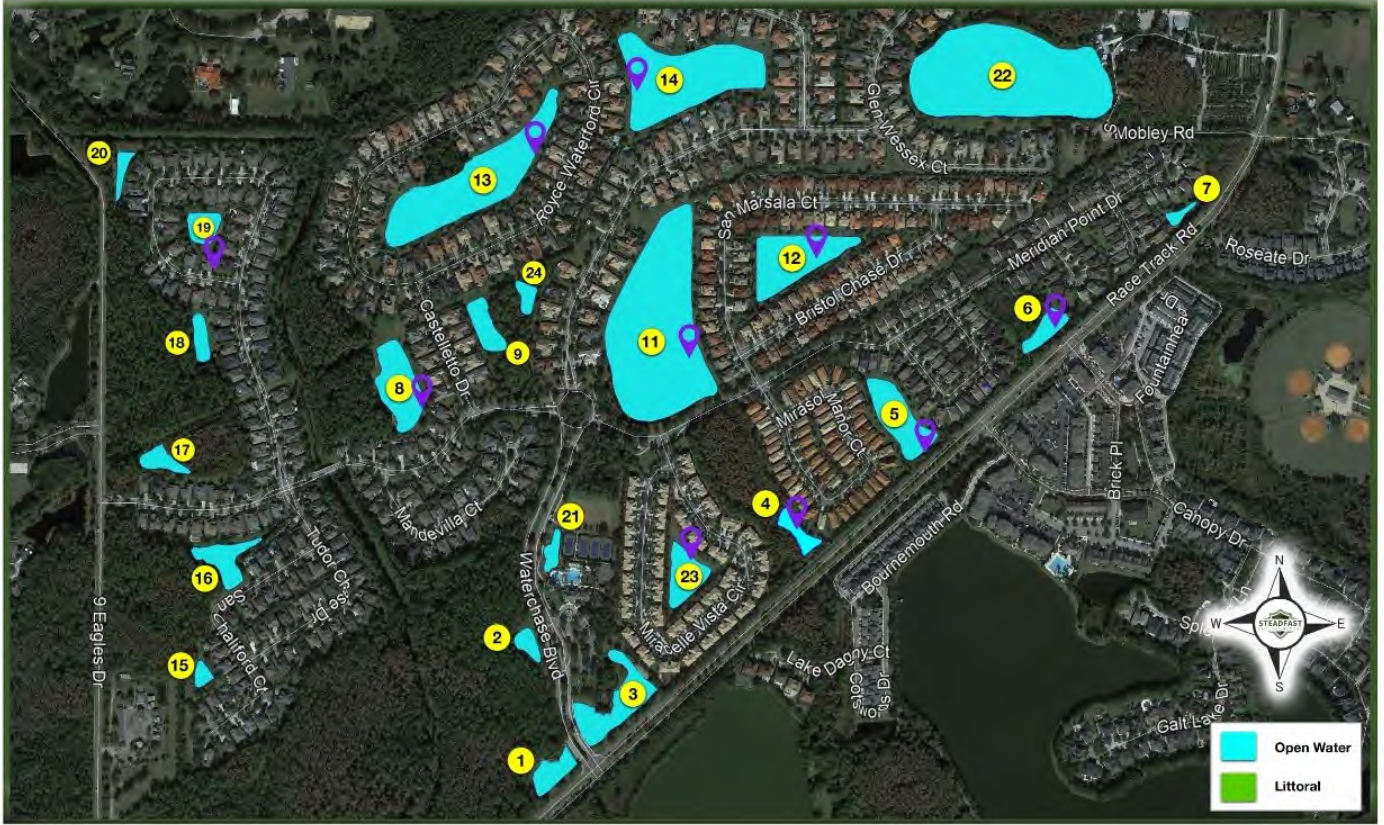 14
22
Royce Waterford Cir
Glen Wessex Ct
S Mobley Rd
20
13
7
19
San Marsala Ct
12
Meridian Point Dr
Race Track Rd
Roseate Dr
24
Bristol Chase Dr
6
18
Castelletto Dr
9
11
Fountainhead Dr
8
5
Mirasol Manor Ct
17
Brick Pl
4
Mandevilla Ct
21
Canopy Dr
Tudor Chase Dr
Bournemouth Rd
16
23
Waterchase Blvd
Miraselle Vista Cir
9 Eagles Dr
San Chaliford Ct
N
W
STEADFAST
E
S
2
Lake Dagny Ct
15
3
Galt Lake Dr
1
Open Water
Littoral